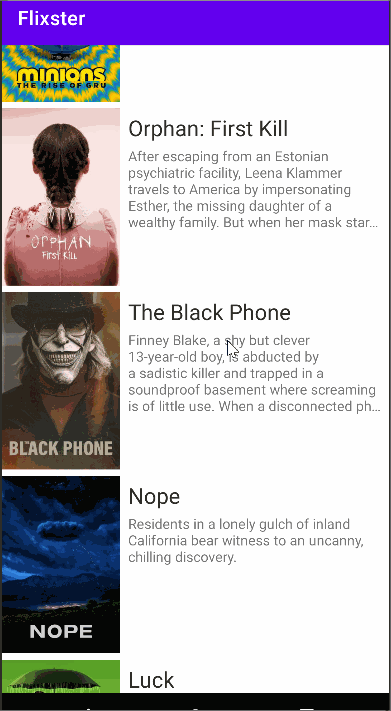 Flixster
MINIONS
THE RISE OF GRU
Orphan: First Kill
After escaping from an Estonian
psychiatric facility, Leena Klammer
travels to America by impersonating
Esther, the missing daughter of a
wealthy family. But when her mask star...
ORPHAN
First Kill
The Black Phone
Finney Blake, a shy but clever
13-year-old boy, is abducted by
a sadistic killer and trapped in a
soundproof basement where screaming
is of little use. When a disconnected ph...
BLACK PHONE
Nope
Residents in a lonely gulch of inland
California bear witness to an uncanny,
chilling discovery.
NOPE
Luck